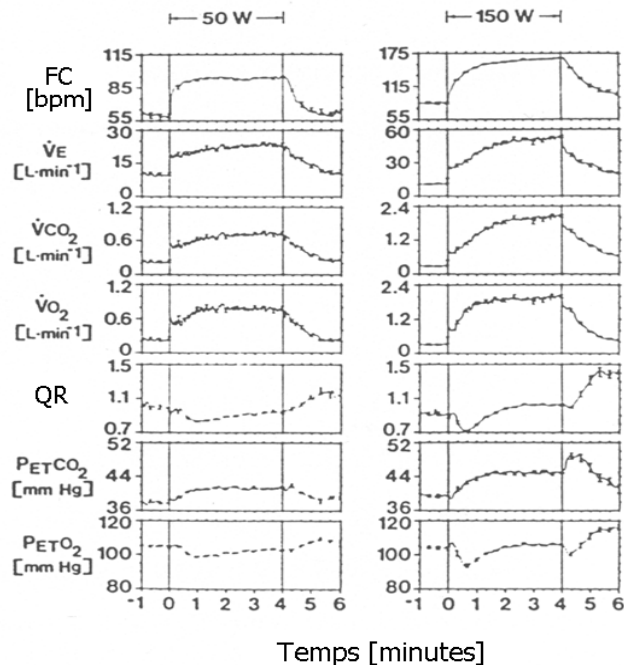 50 W 150 W
FC
[bpm]
115 175
85 115
55 55
V̇E
[L·min⁻¹]
30 60
15 30
0 0
V̇CO₂
[L·min⁻¹]
1.2 2.4
0.6 1.2
0 0
V̇O₂
[L·min⁻¹]
1.2 2.4
0.6 1.2
0 0
QR
1.5 1.5
1.1 1.1
0.7 0.7
PETCO₂
[mm Hg]
52 52
44 44
36 36
PETO₂
[mm Hg]
120 120
100 100
80 80
-1 0 1 2 3 4 5 6 -1 0 1 2 3 4 5 6
Temps [minutes]